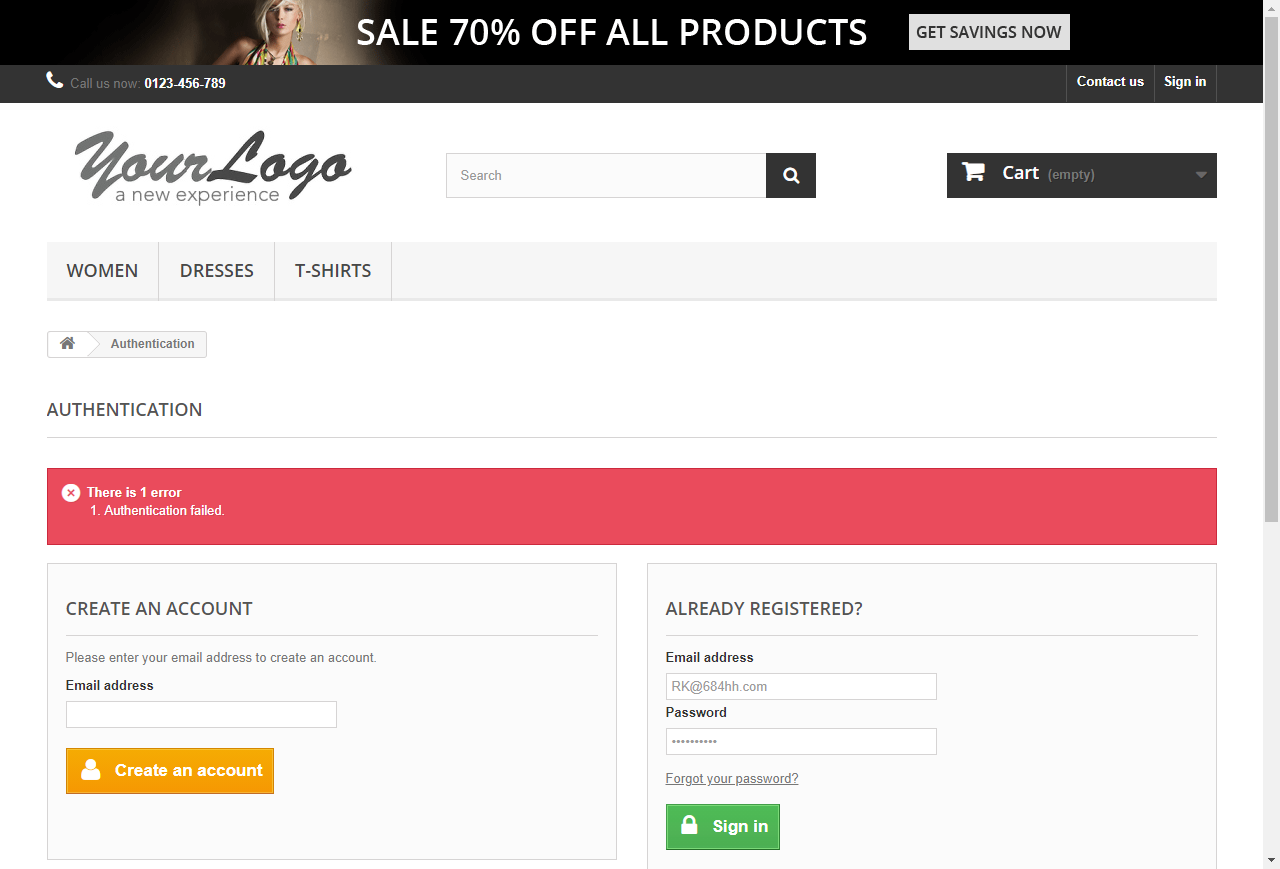 SALE 70% OFF ALL PRODUCTS GET SAVINGS NOW
Call us now: 0123-456-789 Contact us Sign in
YourLogo
a new experience
Search
Cart (empty)
WOMEN DRESSES T-SHIRTS
Authentication
AUTHENTICATION
There is 1 error
1. Authentication failed.
CREATE AN ACCOUNT
Please enter your email address to create an account.
Email address
Create an account
ALREADY REGISTERED?
Email address
RK@684hh.com
Password
••••••••••
Forgot your password?
Sign in